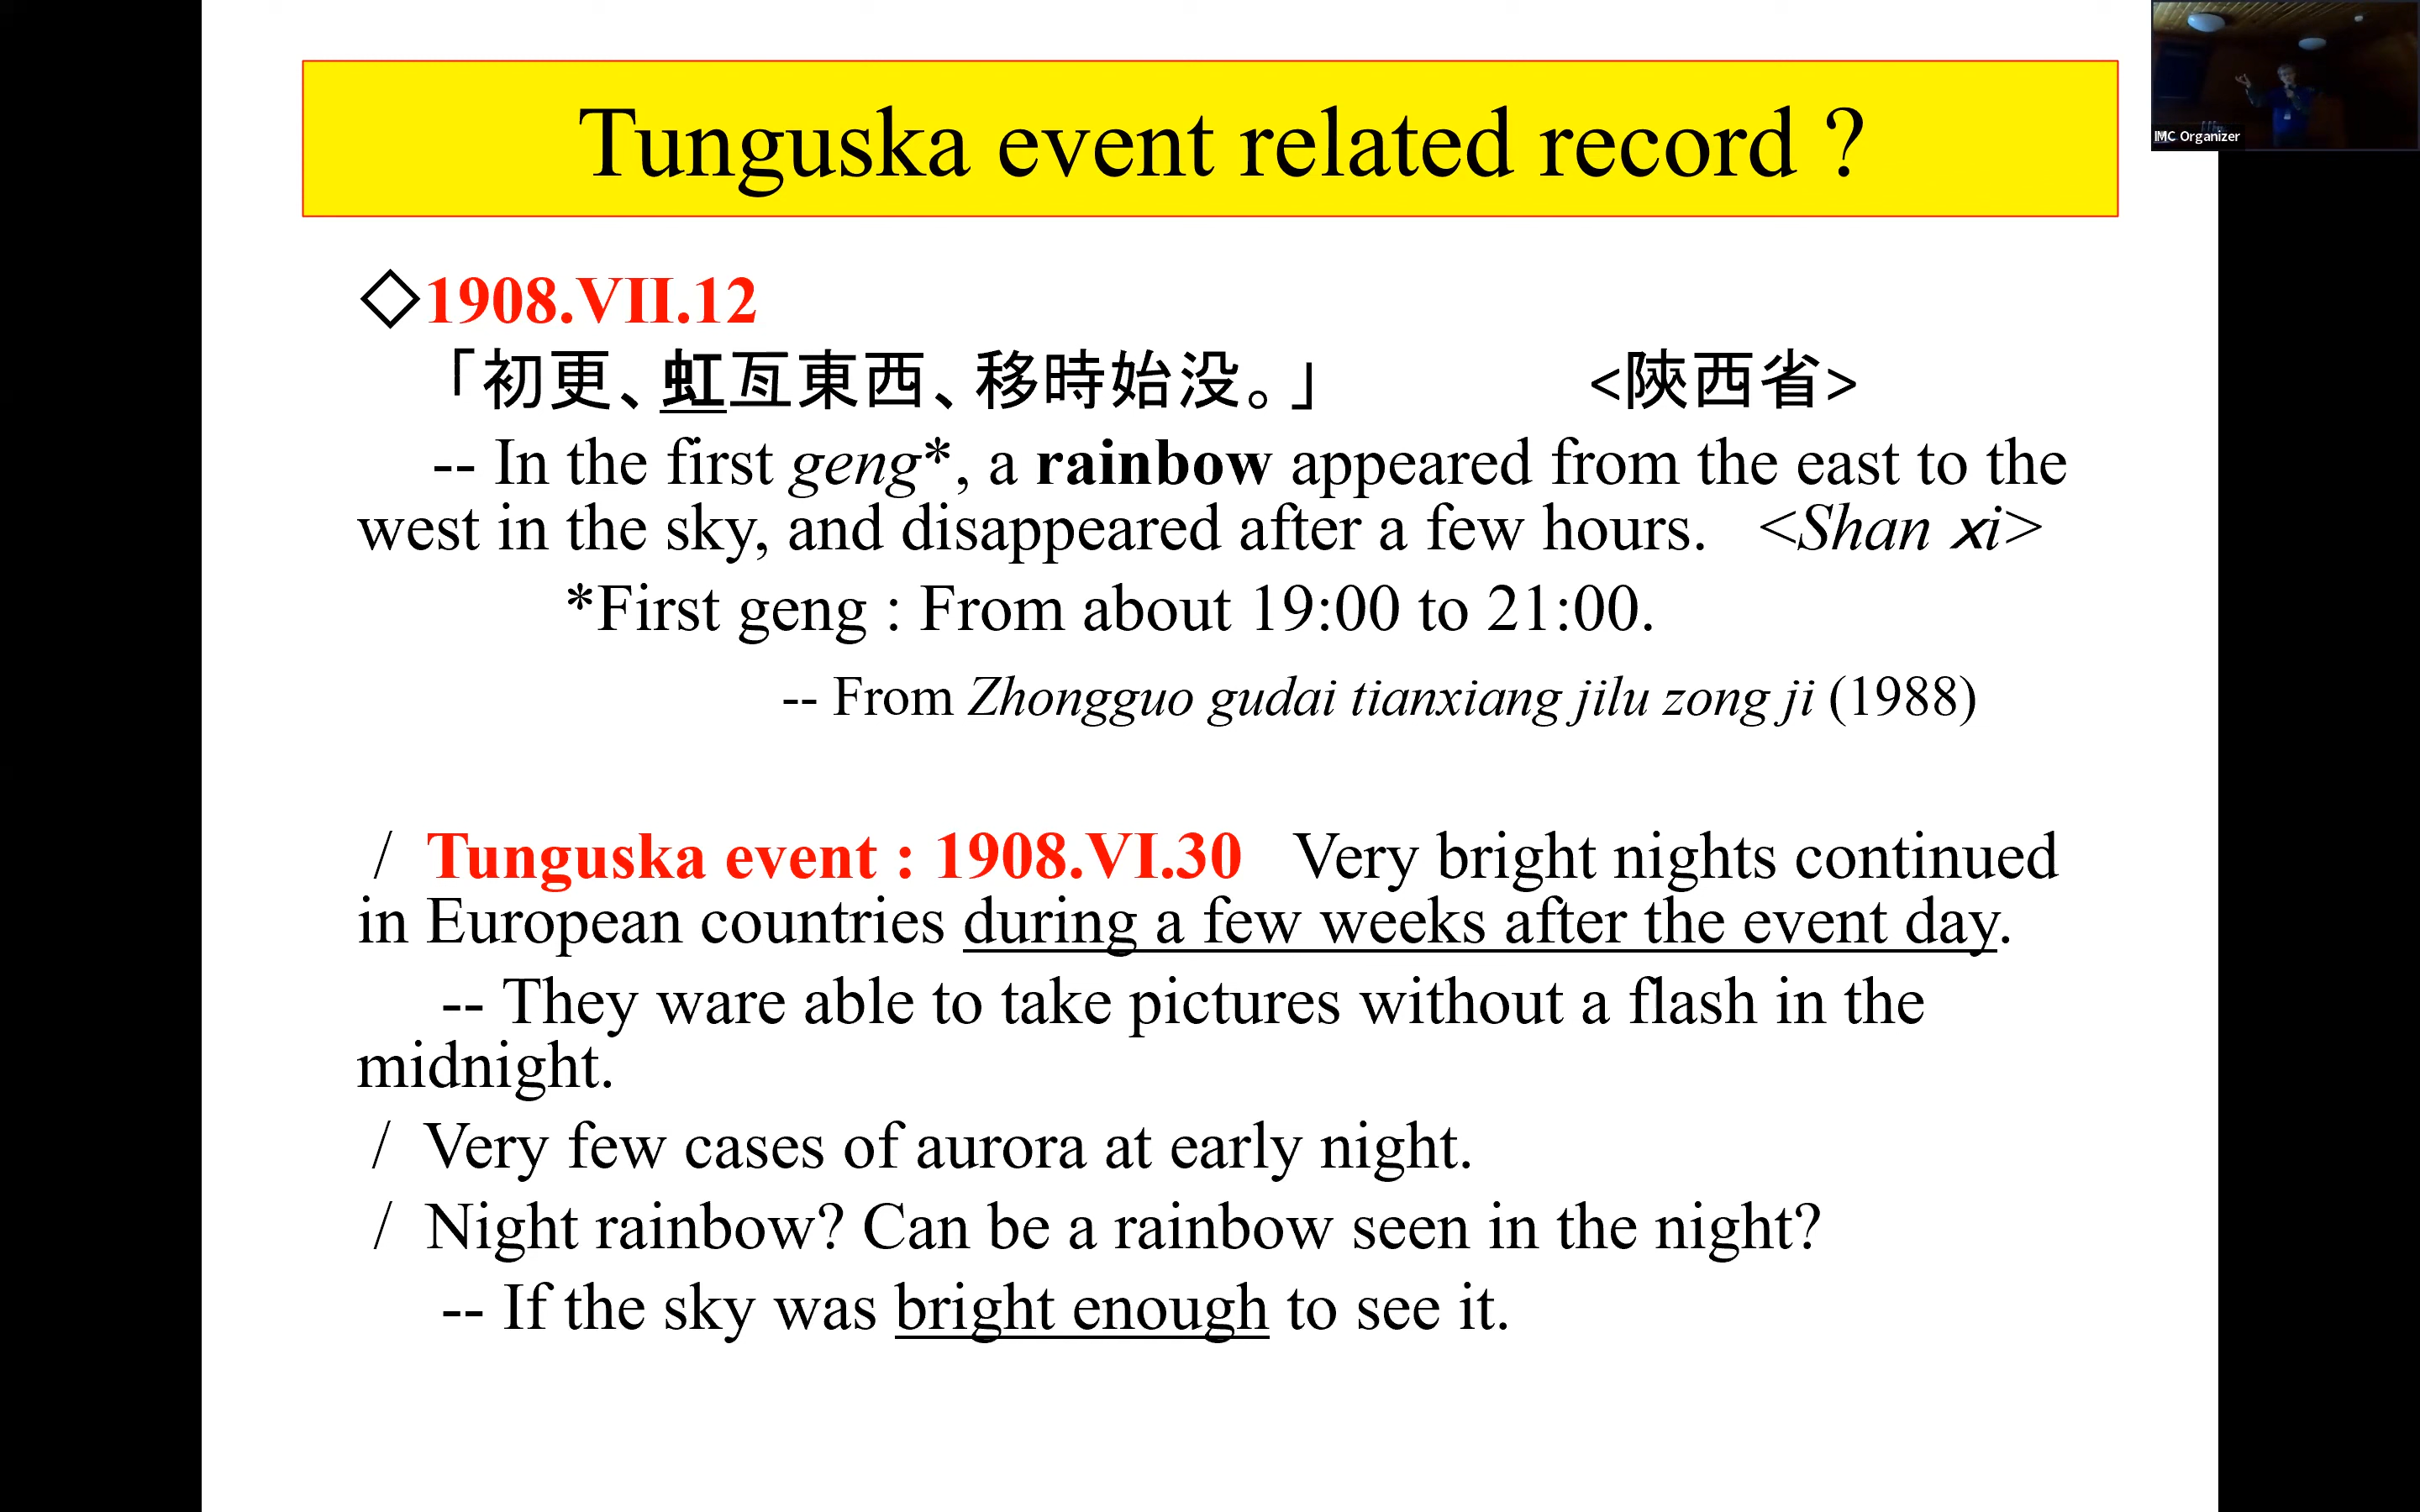 Tunguska event related record ?
IMC Organizer
◇1908.VII.12
「初更、虹亙東西、移時始没。」 <陝西省>
-- In the first geng*, a rainbow appeared from the east to the
west in the sky, and disappeared after a few hours. <Shan xi>
*First geng : From about 19:00 to 21:00.
-- From Zhongguo gudai tianxiang jilu zong ji (1988)
/ Tunguska event : 1908.VI.30 Very bright nights continued
in European countries during a few weeks after the event day.
-- They ware able to take pictures without a flash in the
midnight.
/ Very few cases of aurora at early night.
/ Night rainbow? Can be a rainbow seen in the night?
-- If the sky was bright enough to see it.